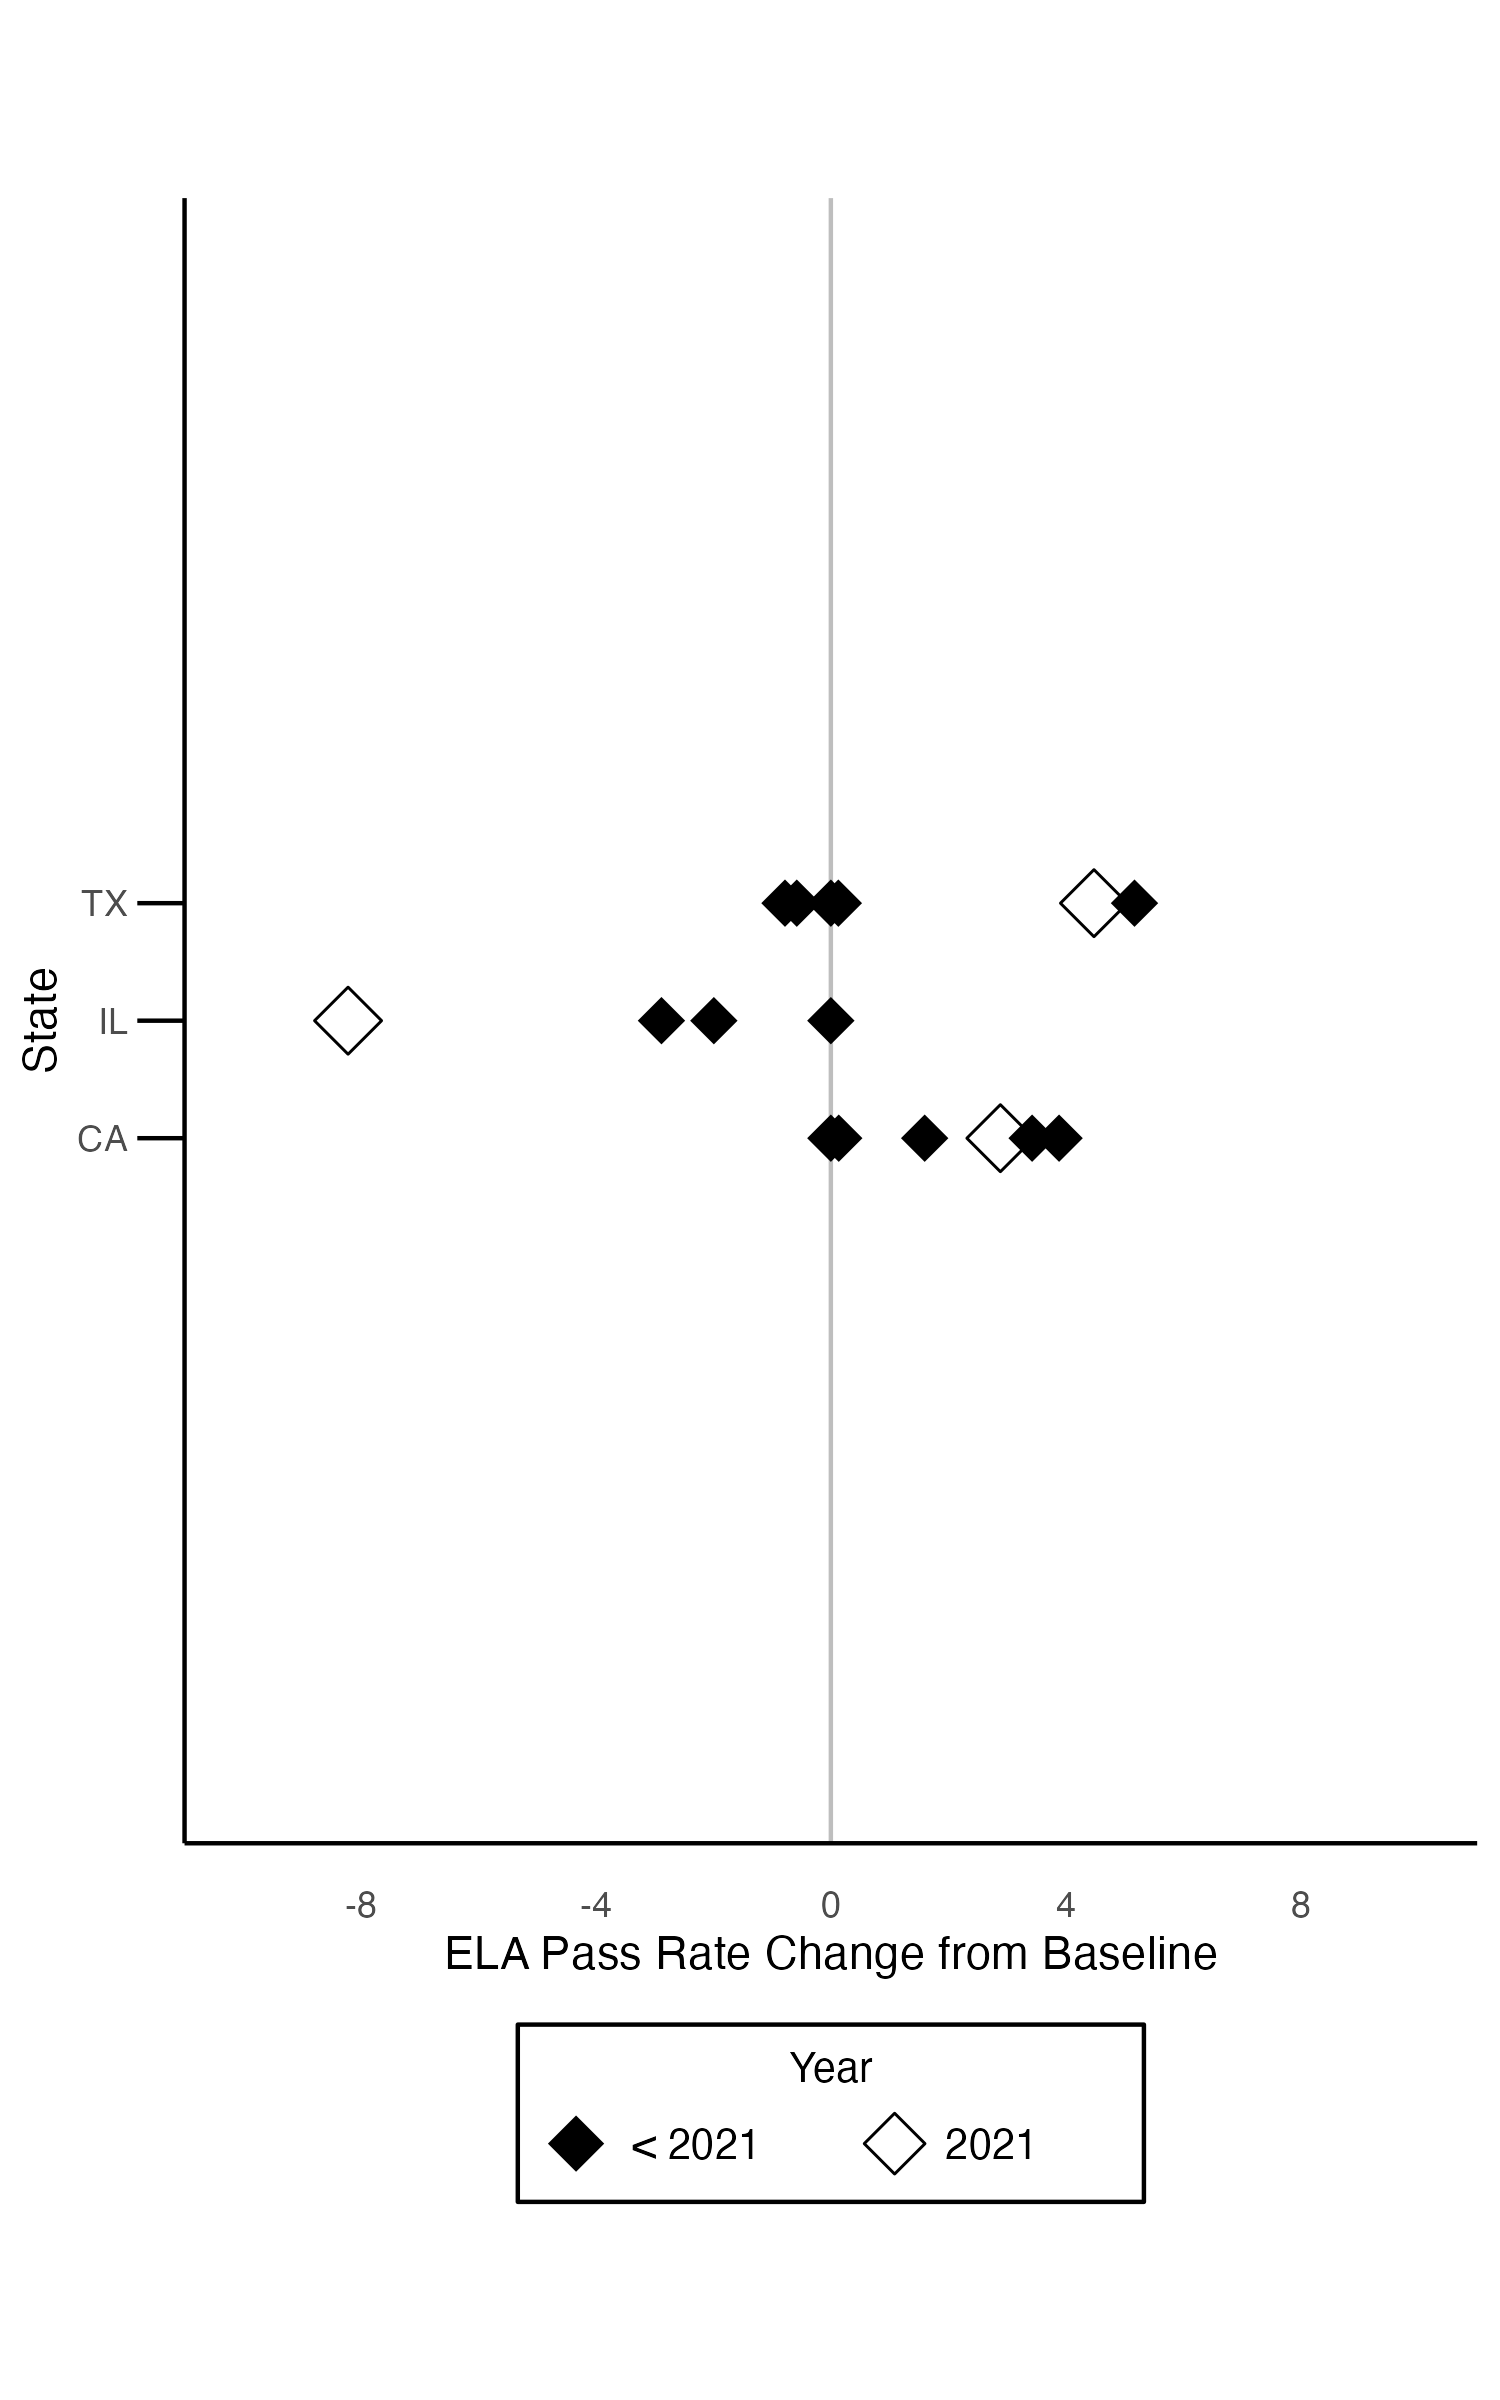 TX
IL
CA
State
-8 -4 0 4 8
ELA Pass Rate Change from Baseline
Year
< 2021 2021